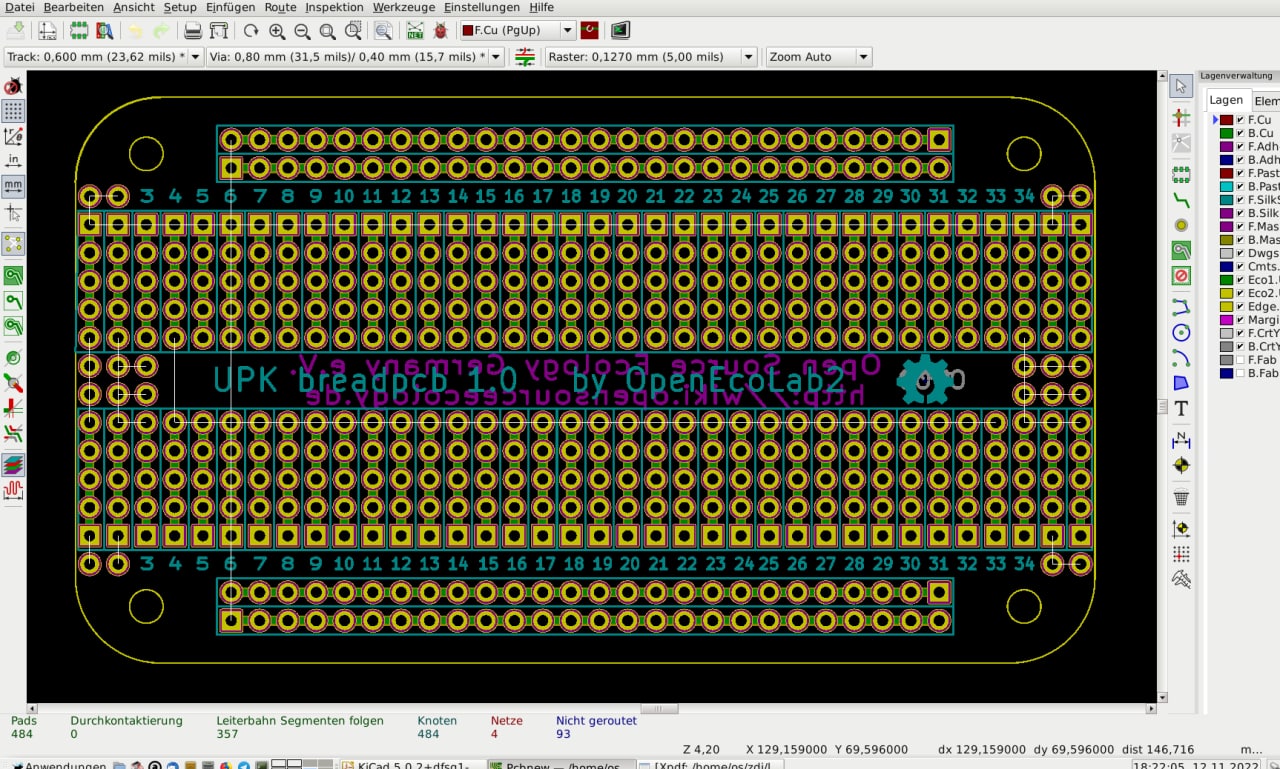 Datei Bearbeiten Ansicht Setup Einfügen Route Inspektion Werkzeuge Einstellungen Hilfe
F.Cu (PgUp)
Track: 0,600 mm (23,62 mils) * Via: 0,80 mm (31,5 mils)/ 0,40 mm (15,7 mils) * Raster: 0,1270 mm (5,00 mils) Zoom Auto
Lagenverwaltung
Lagen Elem
F.Cu
B.Cu
F.Adh
B.Adh
F.Past
B.Past
F.SilkS
B.Silk
F.Mas
B.Mas
Dwgs
Cmts.
Eco1.
Eco2.
Edge.
Margi
F.CrtY
B.CrtY
F.Fab
B.Fab
in
mm
3 4 5 6 7 8 9 10 11 12 13 14 15 16 17 18 19 20 21 22 23 24 25 26 27 28 29 30 31 32 33 34
Open Source Ecology Germany e.V.
UPK breadpcb 1.0 by OpenEcoLab2
http://wiki.opensourceecology.de
3 4 5 6 7 8 9 10 11 12 13 14 15 16 17 18 19 20 21 22 23 24 25 26 27 28 29 30 31 32 33 34
Pads Durchkontaktierung Leiterbahn Segmenten folgen Knoten Netze Nicht geroutet
484 0 357 484 4 93
Z 4,20 X 129,159000 Y 69,596000 dx 129,159000 dy 69,596000 dist 146,716 m...
Anwendungen KiCad 5.0.2+dfsg1- Pcbnew — /home/os [Xpdf: /home/os/zdi/l 18:22:05 12.11.2022